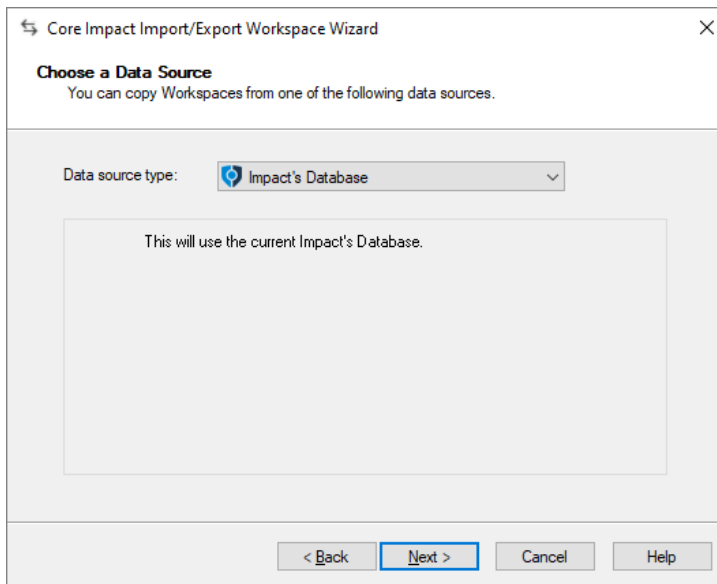 Core Impact Import/Export Workspace Wizard
Choose a Data Source
You can copy Workspaces from one of the following data sources.
Data source type: Impact's Database
This will use the current Impact's Database.
< Back Next > Cancel Help